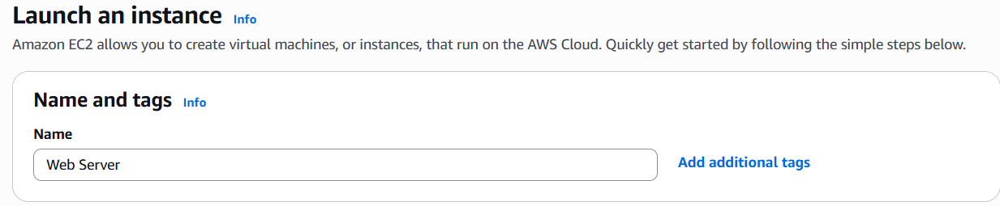 Launch an instance Info
Amazon EC2 allows you to create virtual machines, or instances, that run on the AWS Cloud. Quickly get started by following the simple steps below.
Name and tags Info
Name
Web Server
Add additional tags